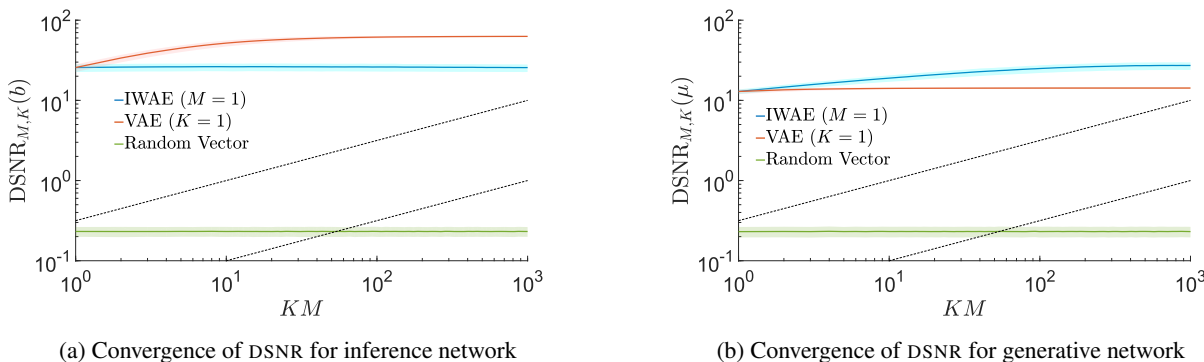 DSNR_{M,K}(b)
10^2
10^1
10^0
10^{-1}
IWAE (M = 1)
VAE (K = 1)
Random Vector
10^0
10^1
10^2
10^3
KM
(a) Convergence of DSNR for inference network
DSNR_{M,K}(μ
10^2
10^1
10^0
10^{-1}
IWAE (M = 1)
VAE (K = 1)
Random Vector
10^0
10^1
10^2
10^3
KM
(b) Convergence of DSNR for generative network